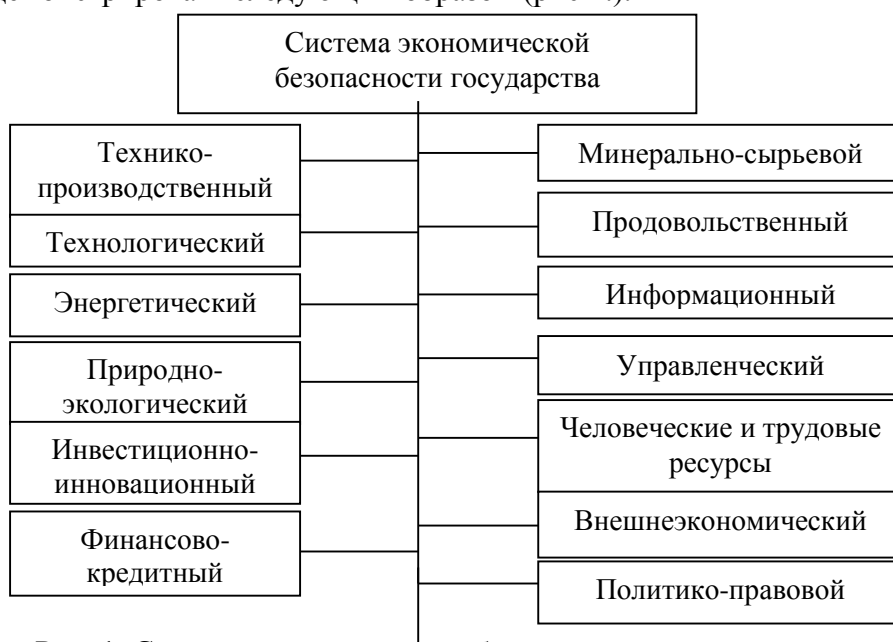 Система экономической
безопасности государства
Технико-
производственный
Технологический
Энергетический
Природно-
экологический
Инвестиционно-
инновационный
Финансово-
кредитный
Минерально-сырьевой
Продовольственный
Информационный
Управленческий
Человеческие и трудовые
ресурсы
Внешнеэкономический
Политико-правовой